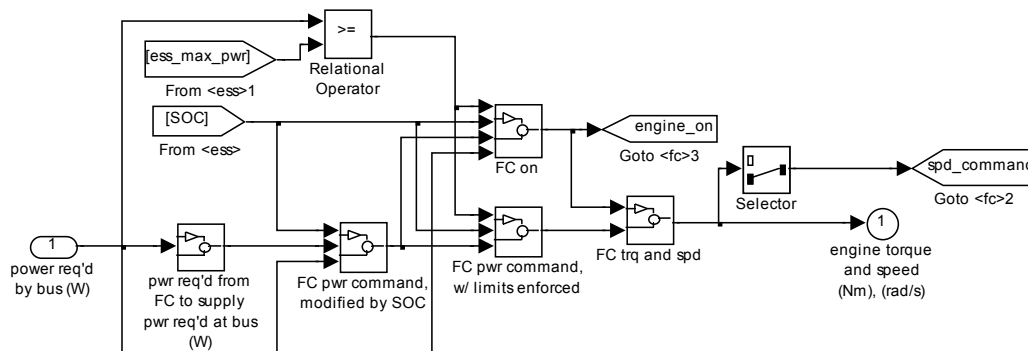 [ess_max_pwr]
From <ess>1
>=
Relational
Operator
[SOC]
From <ess>
FC on
engine_on
Goto <fc>3
Selector
spd_command
Goto <fc>2
1
power req'd
by bus (W)
pwr req'd from
FC to supply
pwr req'd at bus
(W)
FC pwr command,
modified by SOC
FC pwr command,
w/ limits enforced
FC trq and spd
1
engine torque
and speed
(Nm), (rad/s)